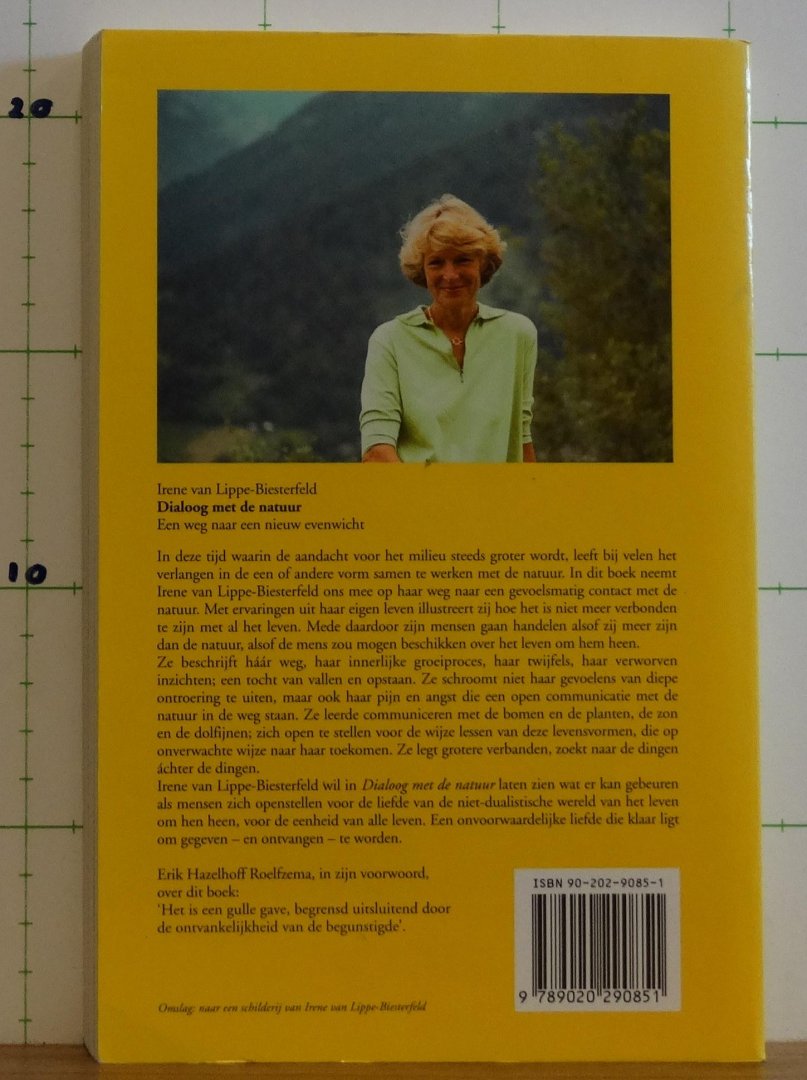 20
10
Irene van Lippe-Biesterfeld
Dialoog met de natuur
Een weg naar een nieuw evenwicht
In deze tijd waarin de aandacht voor het milieu steeds groter wordt, leeft bij velen het
verlangen in de een of andere vorm samen te werken met de natuur. In dit boek neemt
Irene van Lippe-Biesterfeld ons mee op haar weg naar een gevoelsmatig contact met de
natuur. Met ervaringen uit haar eigen leven illustreert zij hoe het is niet meer verbonden
te zijn met al het leven. Mede daardoor zijn mensen gaan handelen alsof zij meer zijn
dan de natuur, alsof de mens zou mogen beschikken over het leven om hem heen.
Ze beschrijft háár weg, haar innerlijke groeiproces, haar twijfels, haar verworven
inzichten; een tocht van vallen en opstaan. Ze schroomt niet haar gevoelens van diepe
ontroering te uiten, maar ook haar pijn en angst die een open communicatie met de
natuur in de weg staan. Ze leerde communiceren met de bomen en de planten, de zon
en de dolfijnen; zich open te stellen voor de wijze lessen van deze levensvormen, die op
onverwachte wijze naar haar toekomen. Ze legt grotere verbanden, zoekt naar de dingen
áchter de dingen.
Irene van Lippe-Biesterfeld wil in Dialoog met de natuur laten zien wat er kan gebeuren
als mensen zich openstellen voor de liefde van de niet-dualistische wereld van het leven
om hen heen, voor de eenheid van alle leven. Een onvoorwaardelijke liefde die klaar ligt
om gegeven – en ontvangen – te worden.
Erik Hazelhoff Roelfzema, in zijn voorwoord,
over dit boek:
'Het is een gulle gave, begrensd uitsluitend door
de ontvankelijkheid van de begunstigde'.
ISBN 90-202-9085-1
9 789020 290851
Omslag: naar een schilderij van Irene van Lippe-Biesterfeld